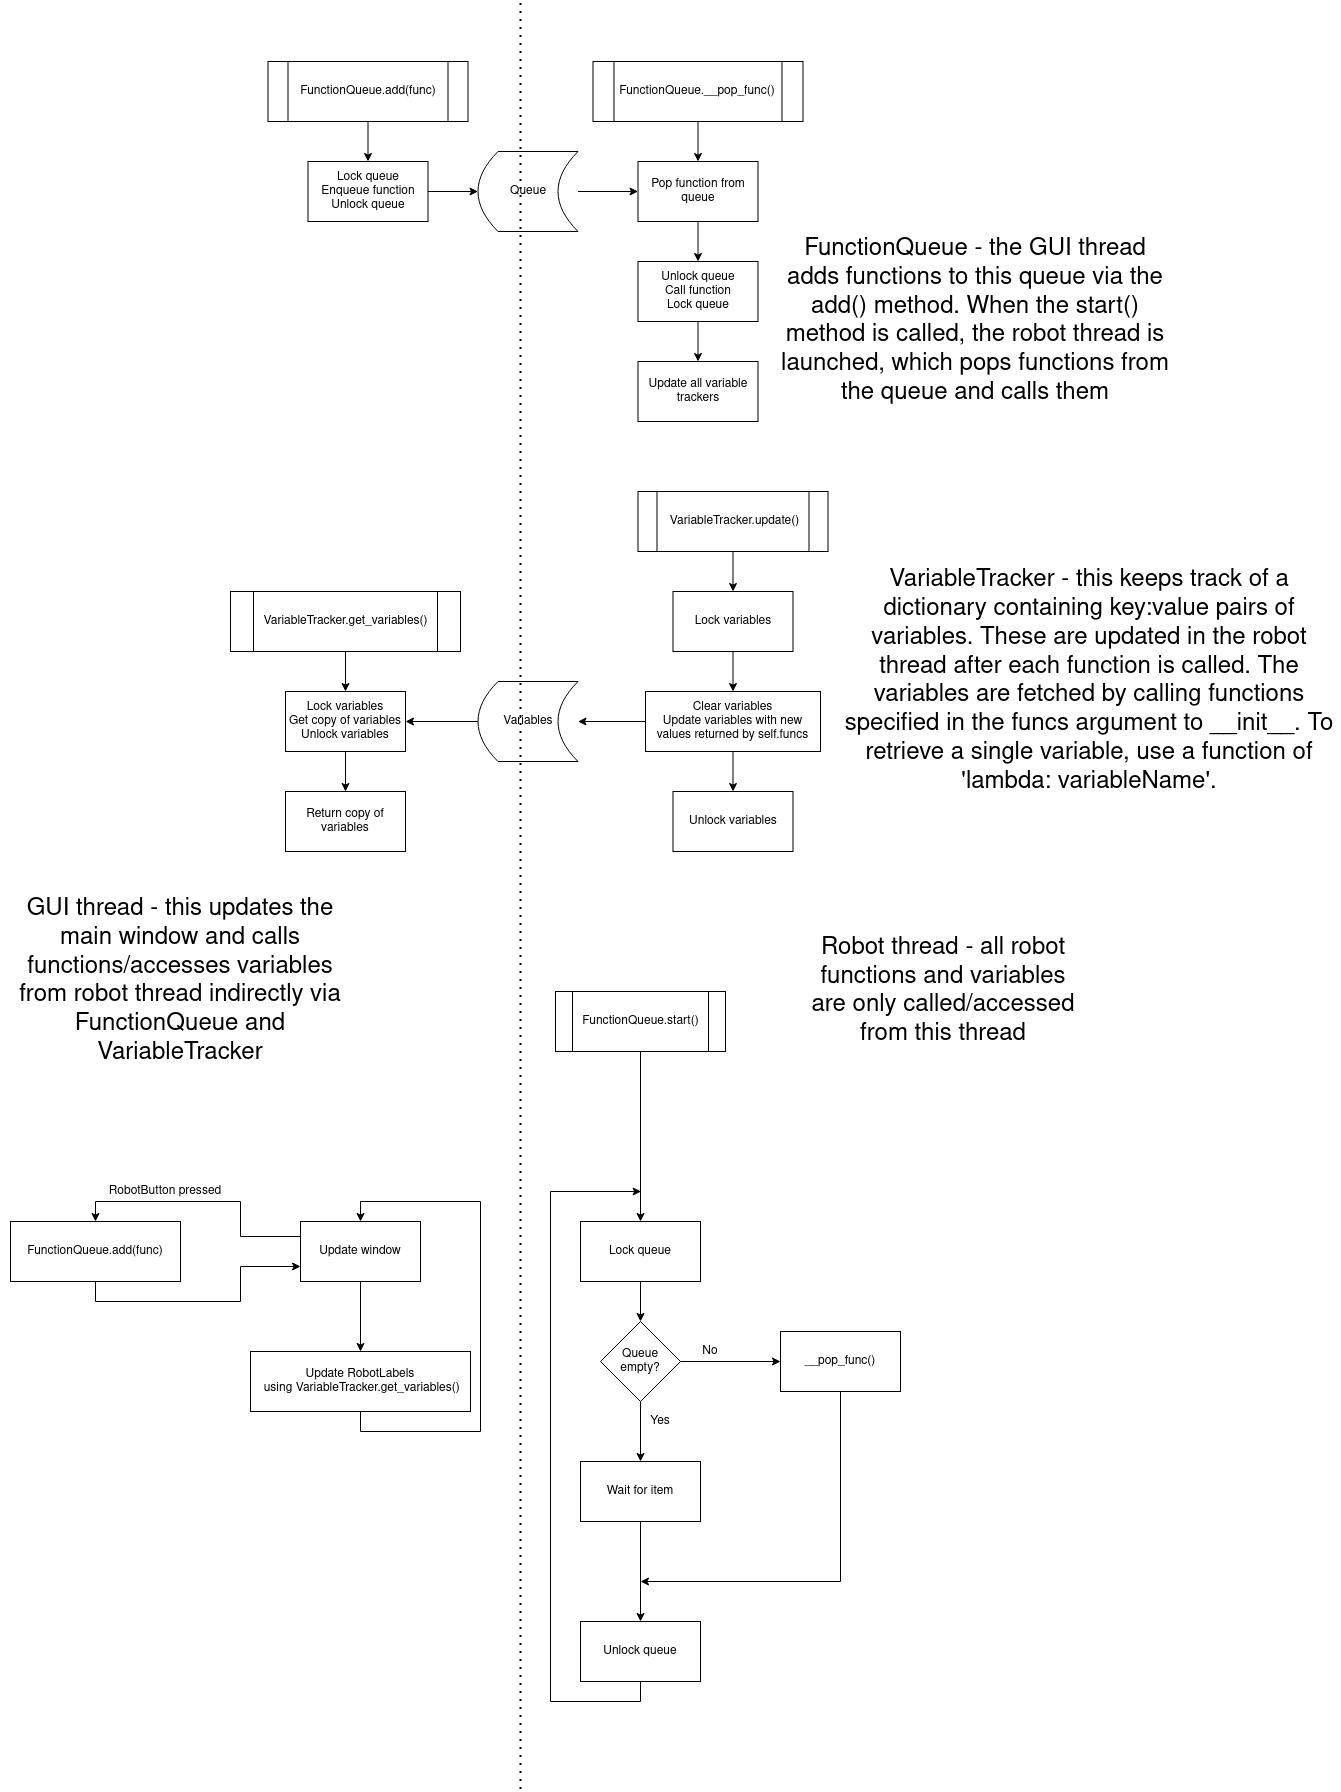 FunctionQueue.add(func)
FunctionQueue.__pop_func()
Lock queue
Enqueue function
Unlock queue
Queue
Pop function from
queue
Unlock queue
Call function
Lock queue
Update all variable
trackers
FunctionQueue - the GUI thread
adds functions to this queue via the
add() method. When the start()
method is called, the robot thread is
launched, which pops functions from
the queue and calls them
VariableTracker.update()
VariableTracker.get_variables()
Lock variables
Lock variables
Get copy of variables
Unlock variables
Variables
Clear variables
Update variables with new
values returned by self.funcs
Return copy of
variables
Unlock variables
VariableTracker - this keeps track of a
dictionary containing key:value pairs of
variables. These are updated in the robot
thread after each function is called. The
variables are fetched by calling functions
specified in the funcs argument to __init__. To
retrieve a single variable, use a function of
'lambda: variableName'.
GUI thread - this updates the
main window and calls
functions/accesses variables
from robot thread indirectly via
FunctionQueue and
VariableTracker
Robot thread - all robot
functions and variables
are only called/accessed
from this thread
FunctionQueue.start()
RobotButton pressed
FunctionQueue.add(func)
Update window
Update RobotLabels
using VariableTracker.get_variables()
Lock queue
Queue
empty?
No
__pop_func()
Yes
Wait for item
Unlock queue